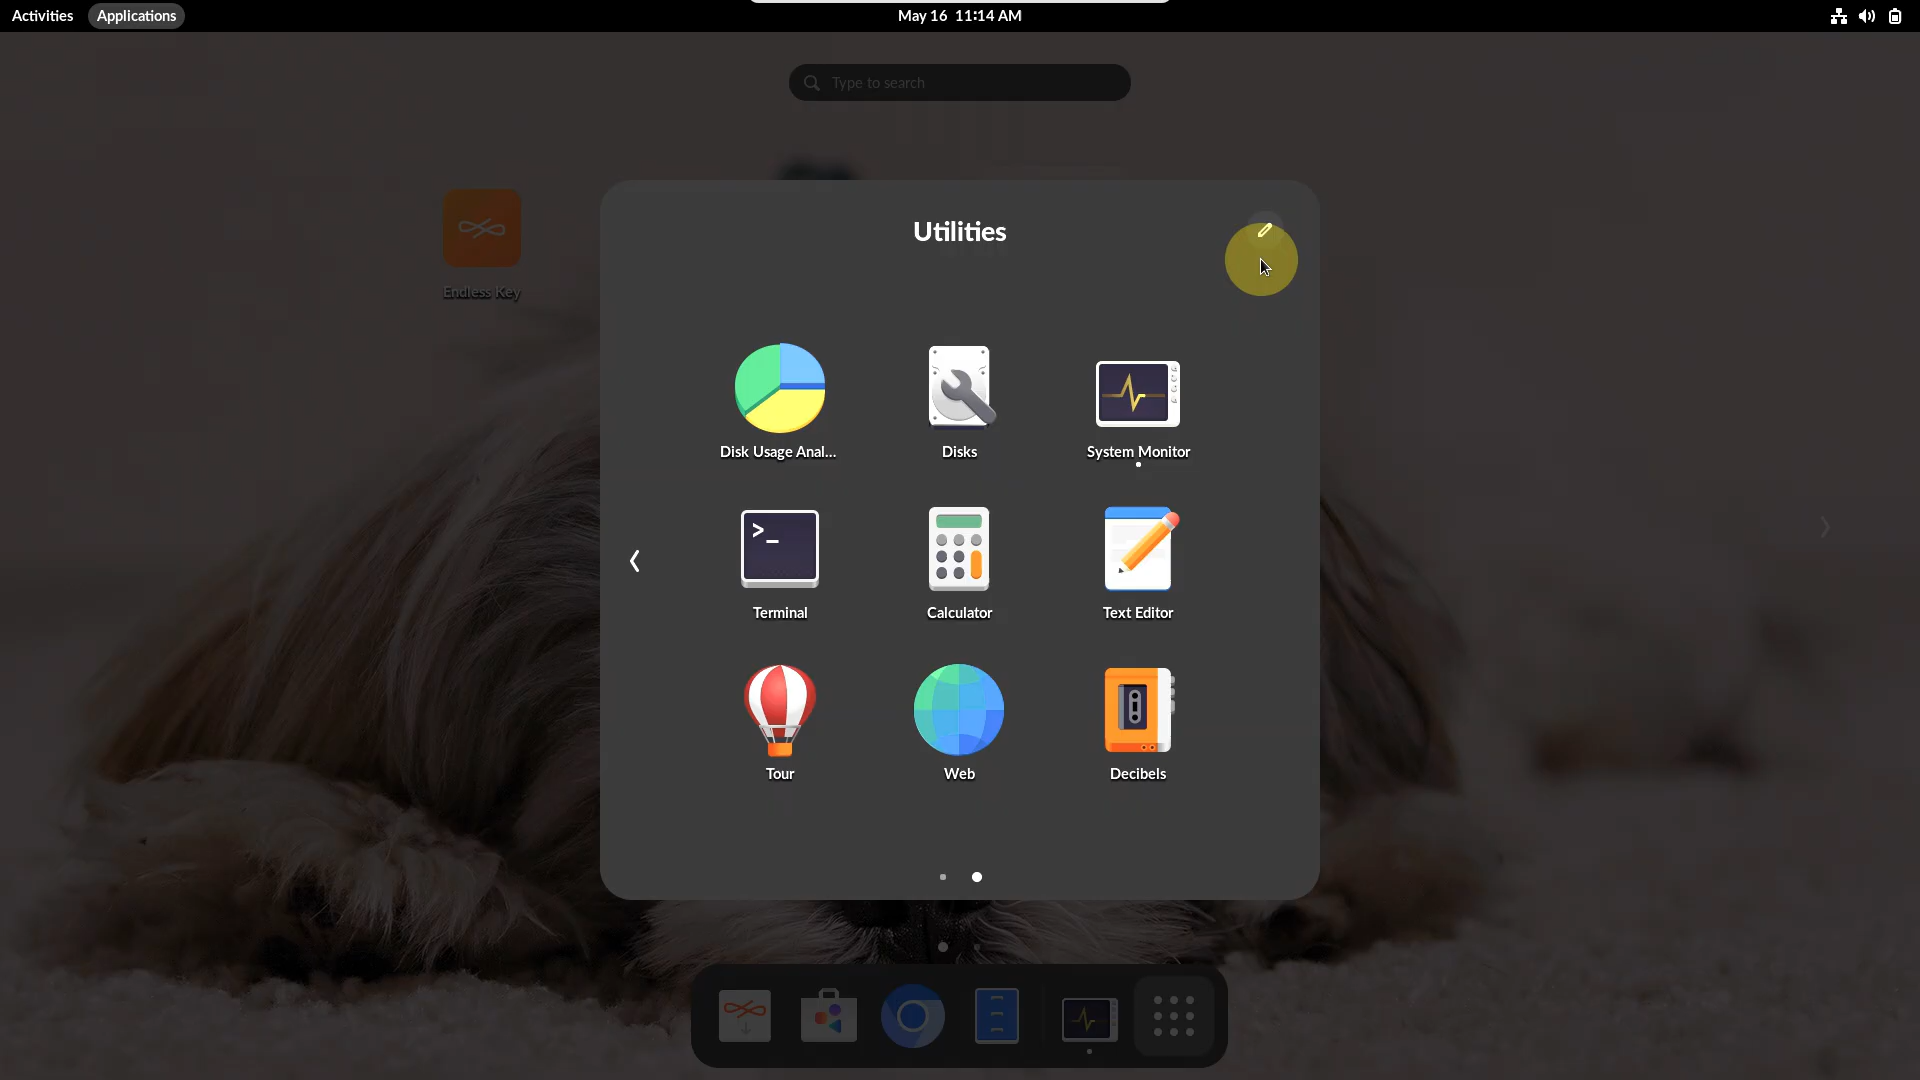 Activities Applications May 16 11:14 AM
Type to search
Utilities
Endless Key
Disk Usage Anal... Disks System Monitor
>_
Terminal Calculator Text Editor
Tour Web Decibels